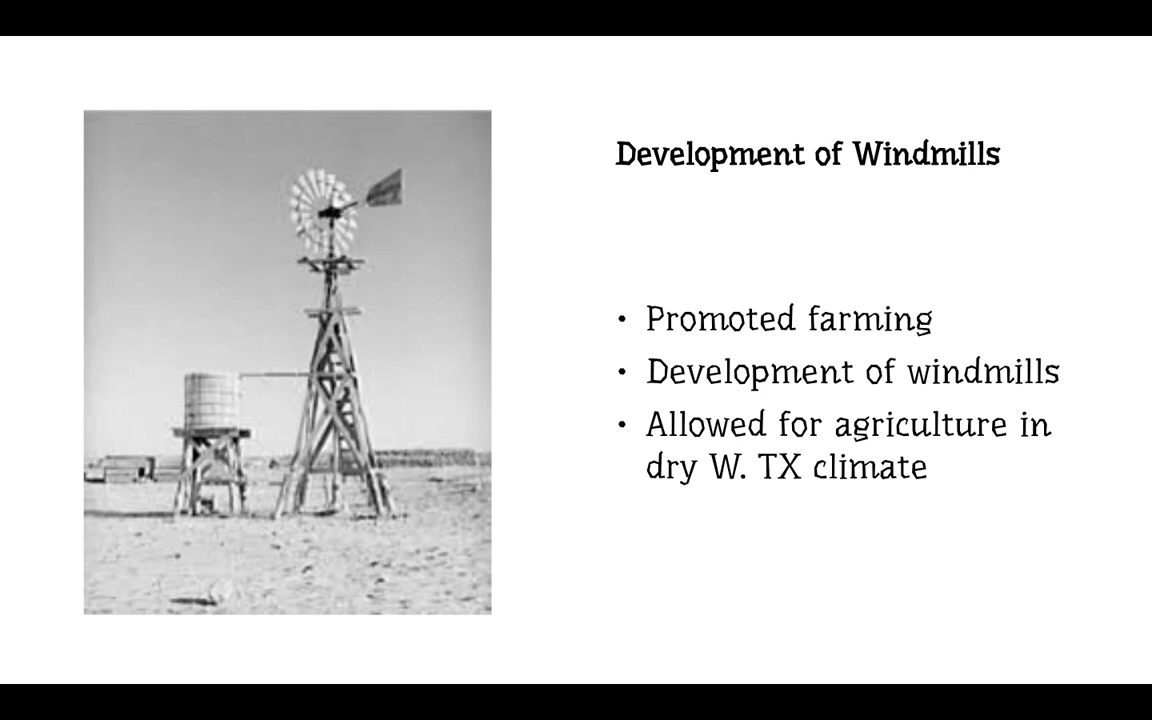 Development of Windmills
• Promoted farming
• Development of windmills
• Allowed for agriculture in
dry W. TX climate